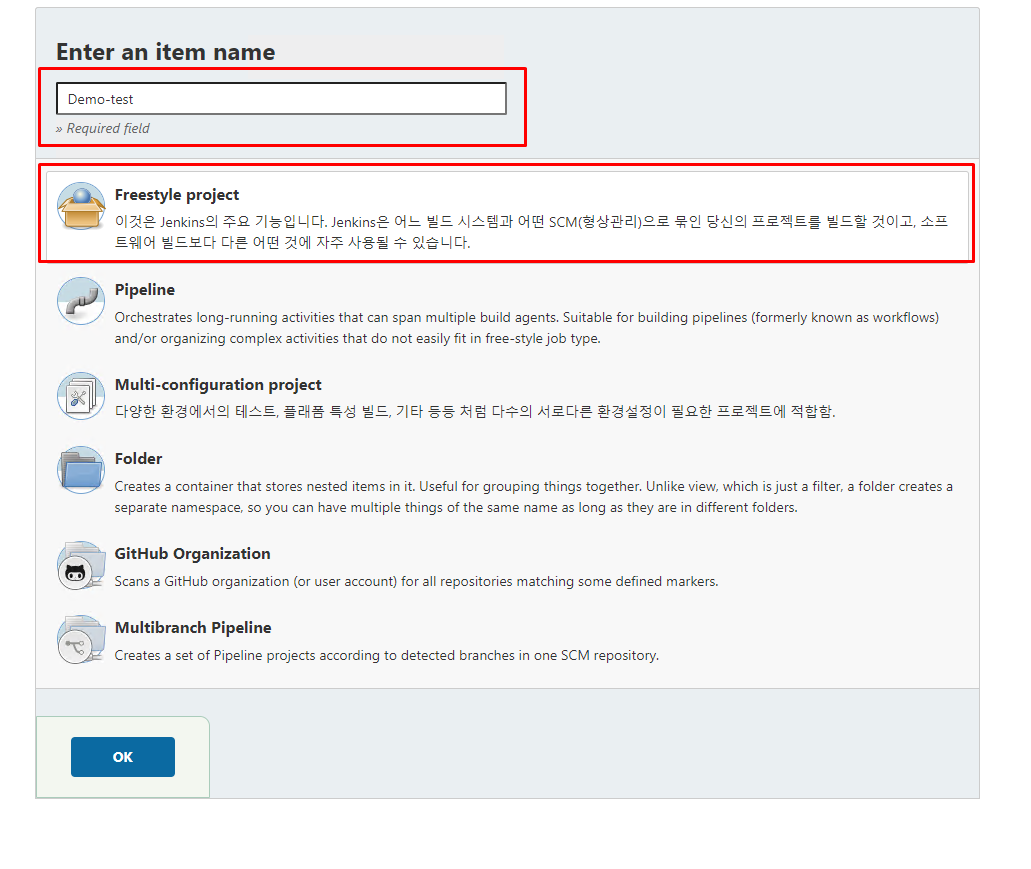 Enter an item name
Demo-test
» Required field
Freestyle project
이것은 Jenkins의 주요 기능입니다. Jenkins은 어느 빌드 시스템과 어떤 SCM(형상관리)으로 묶인 당신의 프로젝트를 빌드할 것이고, 소프
트웨어 빌드보다 다른 어떤 것에 자주 사용될 수 있습니다.
Pipeline
Orchestrates long-running activities that can span multiple build agents. Suitable for building pipelines (formerly known as workflows)
and/or organizing complex activities that do not easily fit in free-style job type.
Multi-configuration project
다양한 환경에서의 테스트, 플래폼 특성 빌드, 기타 등등 처럼 다수의 서로다른 환경설정이 필요한 프로젝트에 적합함.
Folder
Creates a container that stores nested items in it. Useful for grouping things together. Unlike view, which is just a filter, a folder creates a
separate namespace, so you can have multiple things of the same name as long as they are in different folders.
GitHub Organization
Scans a GitHub organization (or user account) for all repositories matching some defined markers.
Multibranch Pipeline
Creates a set of Pipeline projects according to detected branches in one SCM repository.
OK